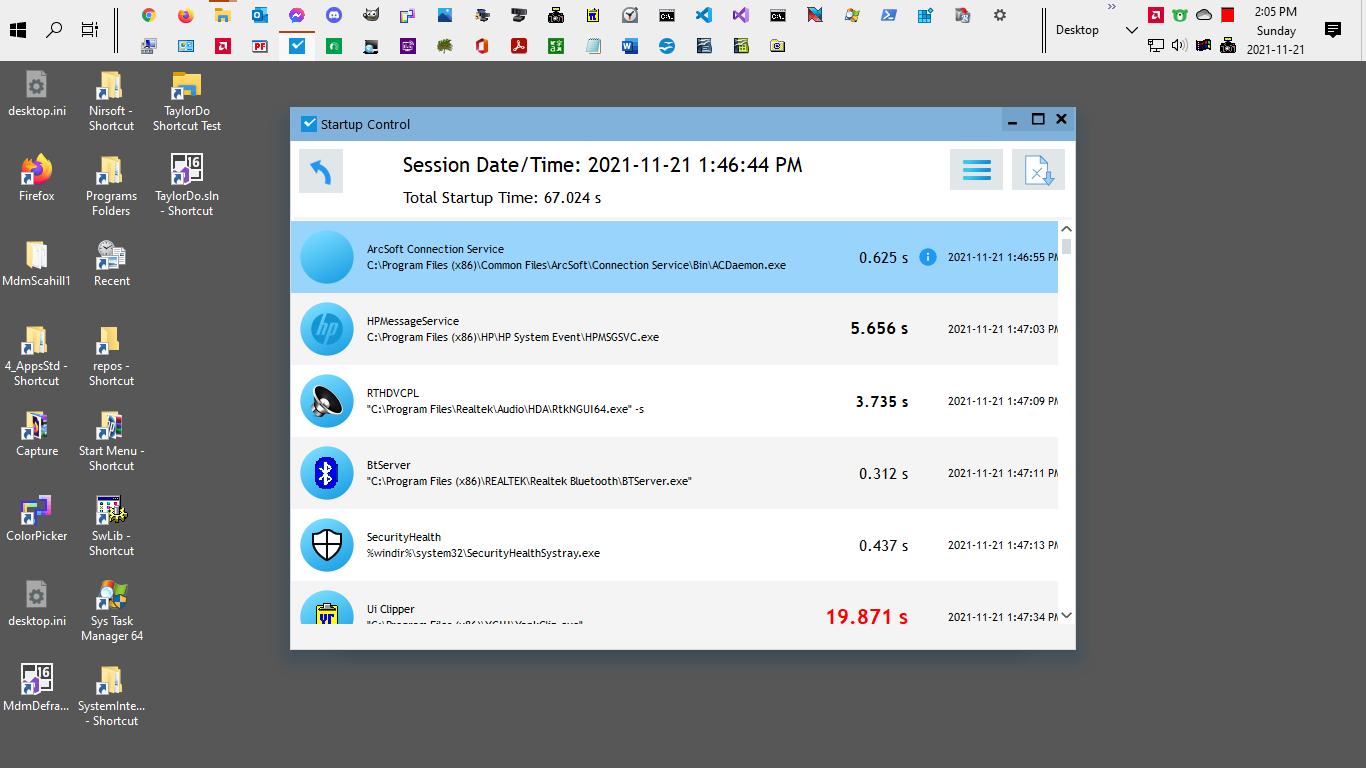 Desktop
2:05 PM
Sunday
2021-11-21
desktop.ini
Nirsoft -
Shortcut
TaylorDo
Shortcut Test
Firefox
Programs
Folders
TaylorDo.sln
- Shortcut
MdmScahill1
Recent
4_AppsStd -
Shortcut
repos -
Shortcut
Capture
Start Menu -
Shortcut
ColorPicker
SwLib -
Shortcut
desktop.ini
Sys Task
Manager 64
MdmDefra...
SystemInte...
- Shortcut
Startup Control
Session Date/Time: 2021-11-21 1:46:44 PM
Total Startup Time: 67.024 s
ArcSoft Connection Service
C:\Program Files (x86)\Common Files\ArcSoft\Connection Service\Bin\ACDaemon.exe
0.625 s
2021-11-21 1:46:55 PM
HPMessageService
C:\Program Files (x86)\HP\HP System Event\HPMSGSVC.exe
5.656 s
2021-11-21 1:47:03 PM
RTHDVCPL
"C:\Program Files\Realtek\Audio\HDA\RtkNGUI64.exe" -s
3.735 s
2021-11-21 1:47:09 PM
BtServer
"C:\Program Files (x86)\REALTEK\Realtek Bluetooth\BTServer.exe"
0.312 s
2021-11-21 1:47:11 PM
SecurityHealth
%windir%\system32\SecurityHealthSystray.exe
0.437 s
2021-11-21 1:47:13 PM
Ui Clipper
19.871 s
2021-11-21 1:47:34 PM